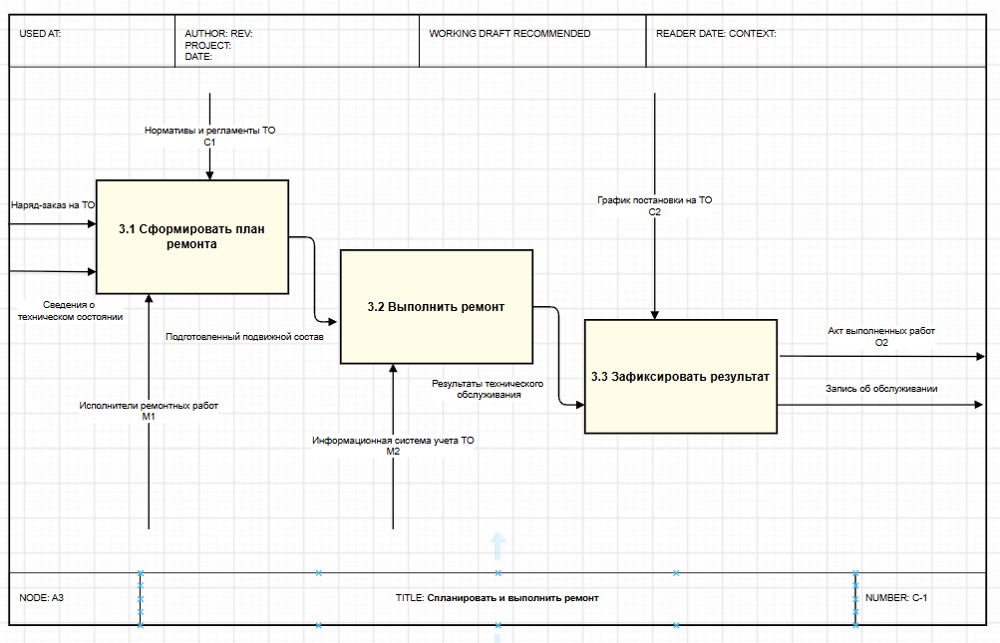 USED AT:
AUTHOR: REV:
PROJECT:
DATE:
WORKING DRAFT RECOMMENDED
READER DATE: CONTEXT:
Нормативы и регламенты ТО
C1
График постановки на ТО
C2
Наряд-заказ на ТО
3.1 Сформировать план
ремонта
Сведения о
техническом состоянии
Подготовленный подвижной состав
3.2 Выполнить ремонт
Результаты технического
обслуживания
3.3 Зафиксировать результат
Акт выполненных работ
O2
Запись об обслуживании
Исполнители ремонтных работ
M1
Информационная система учета ТО
M2
NODE: A3
TITLE: Спланировать и выполнить ремонт
NUMBER: C-1